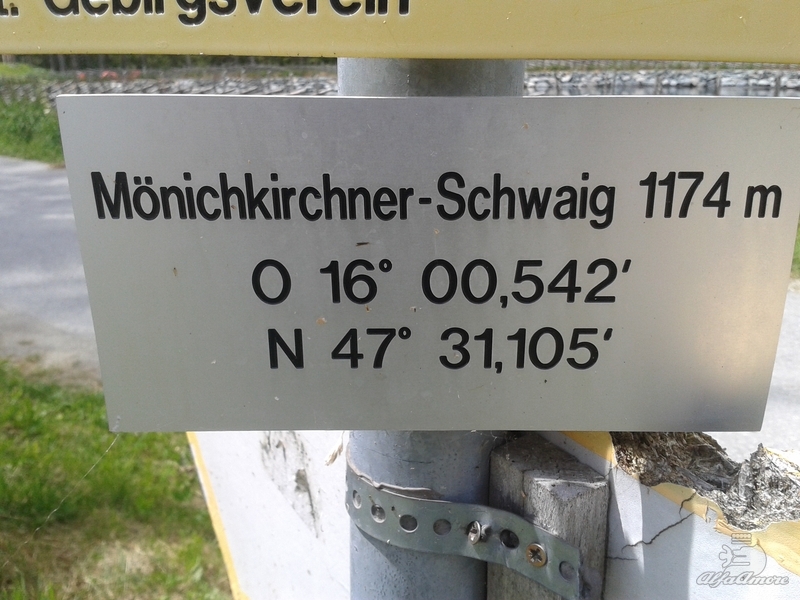 Gebirgsverein
Mönichkirchner-Schwaig 1174 m
O 16° 00,542'
N 47° 31,105'
AlfaAmore